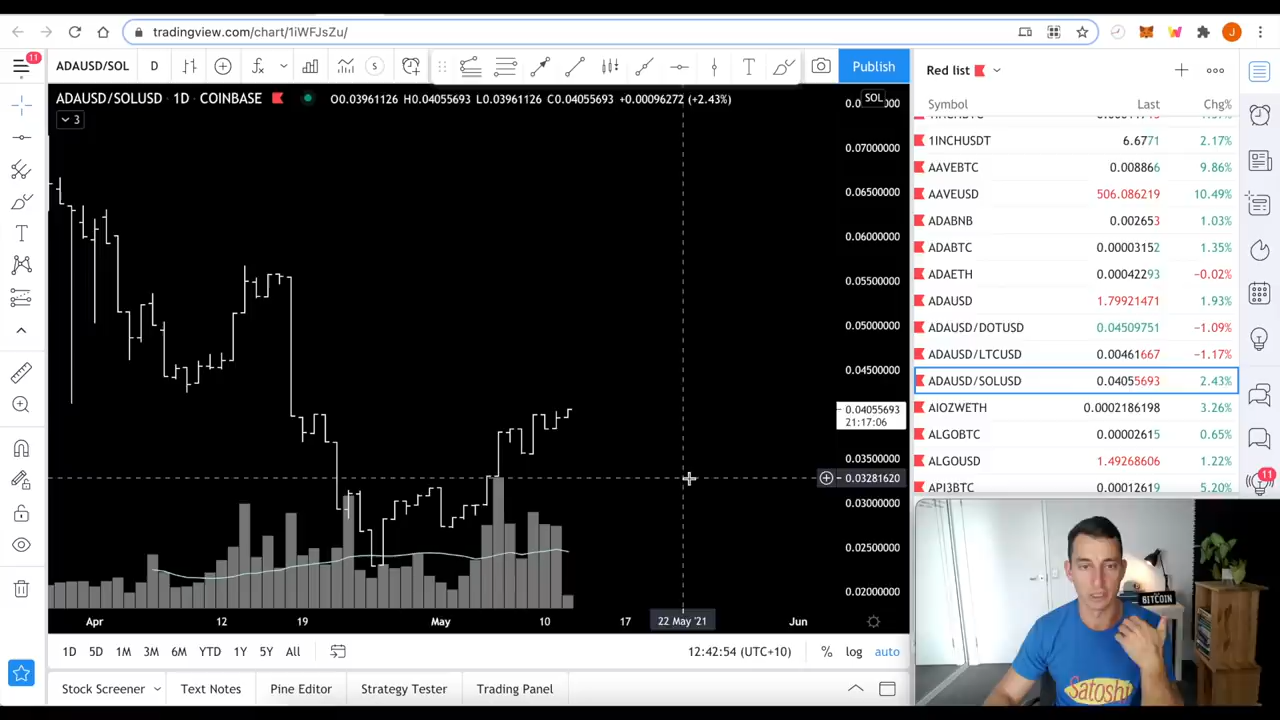 tradingview.com/chart/1iWFJsZu/
J
11
ADAUSD/SOL D S T Publish
Red list
ADAUSD/SOLUSD • 1D COINBASE O0.03961126 H0.04055693 L0.03961126 C0.04055693 +0.00096272 (+2.43%)
SOL
3
Symbol Last Chg%
1INCHUSDT 6.6771 2.17%
AAVEBTC 0.008866 9.86%
AAVEUSD 506.086219 10.49%
ADABNB 0.002653 1.03%
ADABTC 0.00003152 1.35%
ADAETH 0.00042293 −0.02%
ADAUSD 1.79921471 1.93%
ADAUSD/DOTUSD 0.04509751 −1.09%
ADAUSD/LTCUSD 0.00461667 −1.17%
ADAUSD/SOLUSD 0.04055693 2.43%
AIOZWETH 0.0002186198 3.26%
ALGOBTC 0.00002615 0.65%
ALGOUSD 1.49268606 1.22%
API3BTC 0.00012619 5.20%
11
0.07000000
0.06500000
0.06000000
0.05500000
0.05000000
0.04500000
0.04055693
21:17:06
0.03500000
0.03281620
0.03000000
0.02500000
0.02000000
Apr 12 19 May 10 17 22 May '21 Jun
1D 5D 1M 3M 6M YTD 1Y 5Y All 12:42:54 (UTC+10) % log auto
Stock Screener Text Notes Pine Editor Strategy Tester Trading Panel
BITCOIN
Satoshi